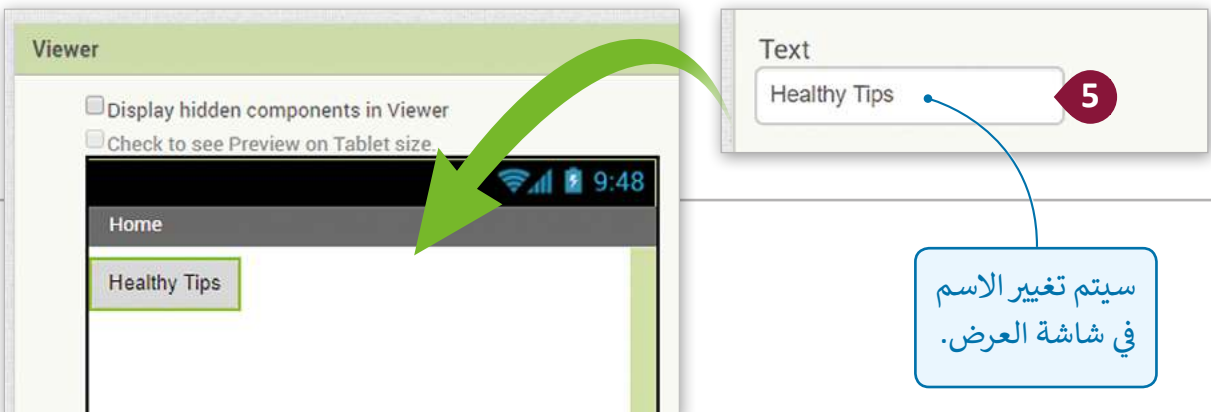 Viewer
Display hidden components in Viewer
Check to see Preview on Tablet size.
9:48
Home
Healthy Tips
Text
Healthy Tips
5
سيتم تغيير الاسم
في شاشة العرض.